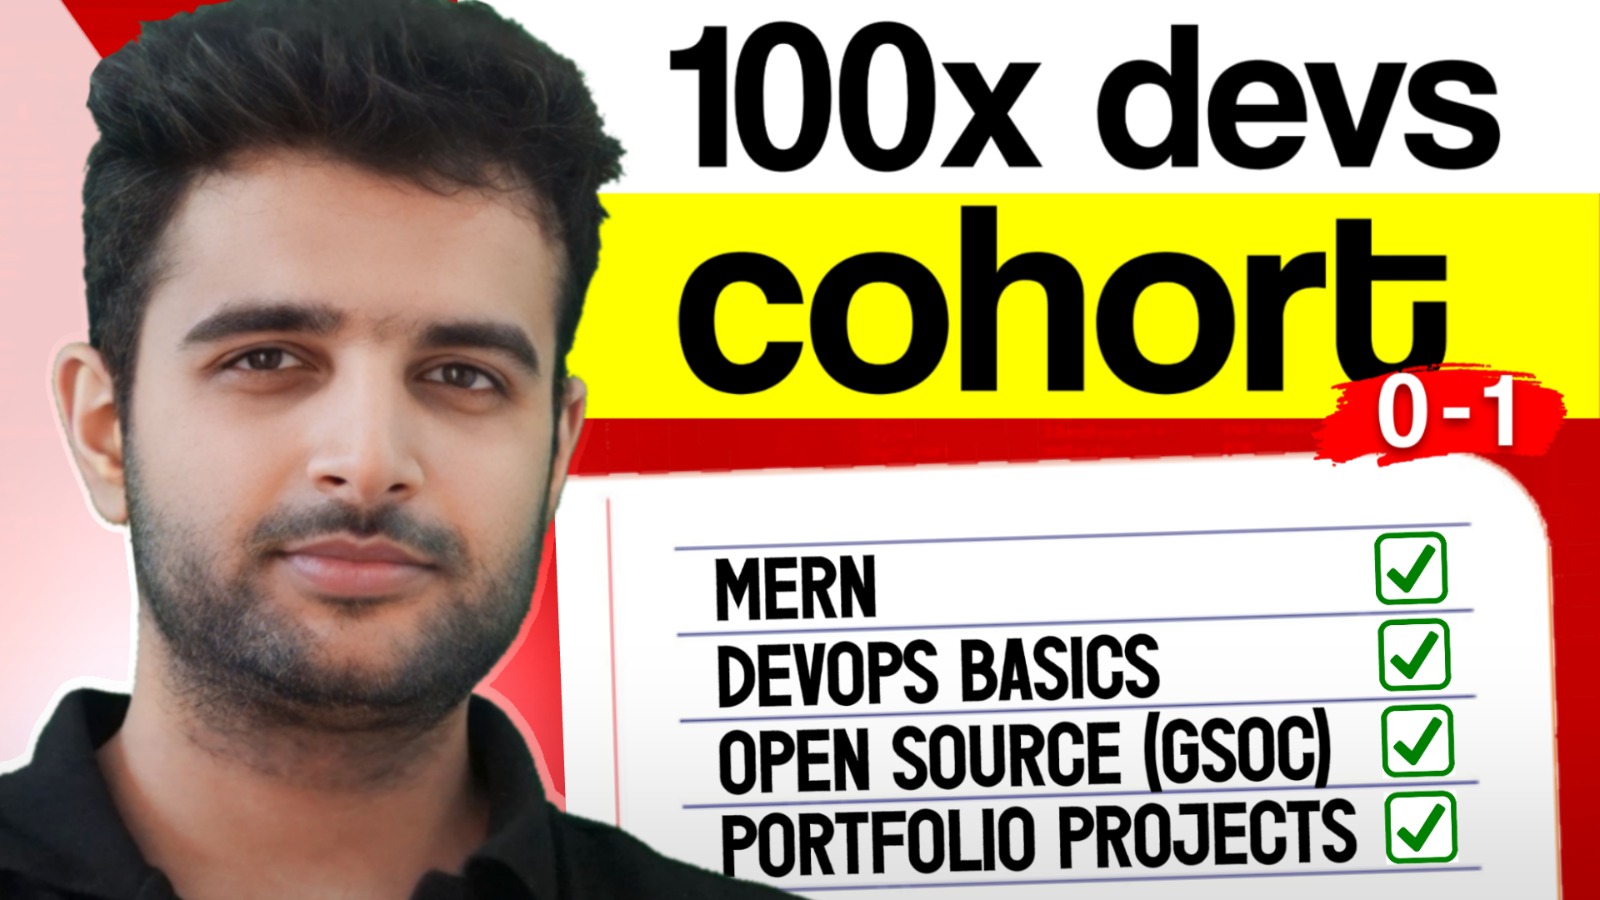 100x devs
cohort
0-1
MERN
DEVOPS BASICS
OPEN SOURCE (GSOC)
PORTFOLIO PROJECTS